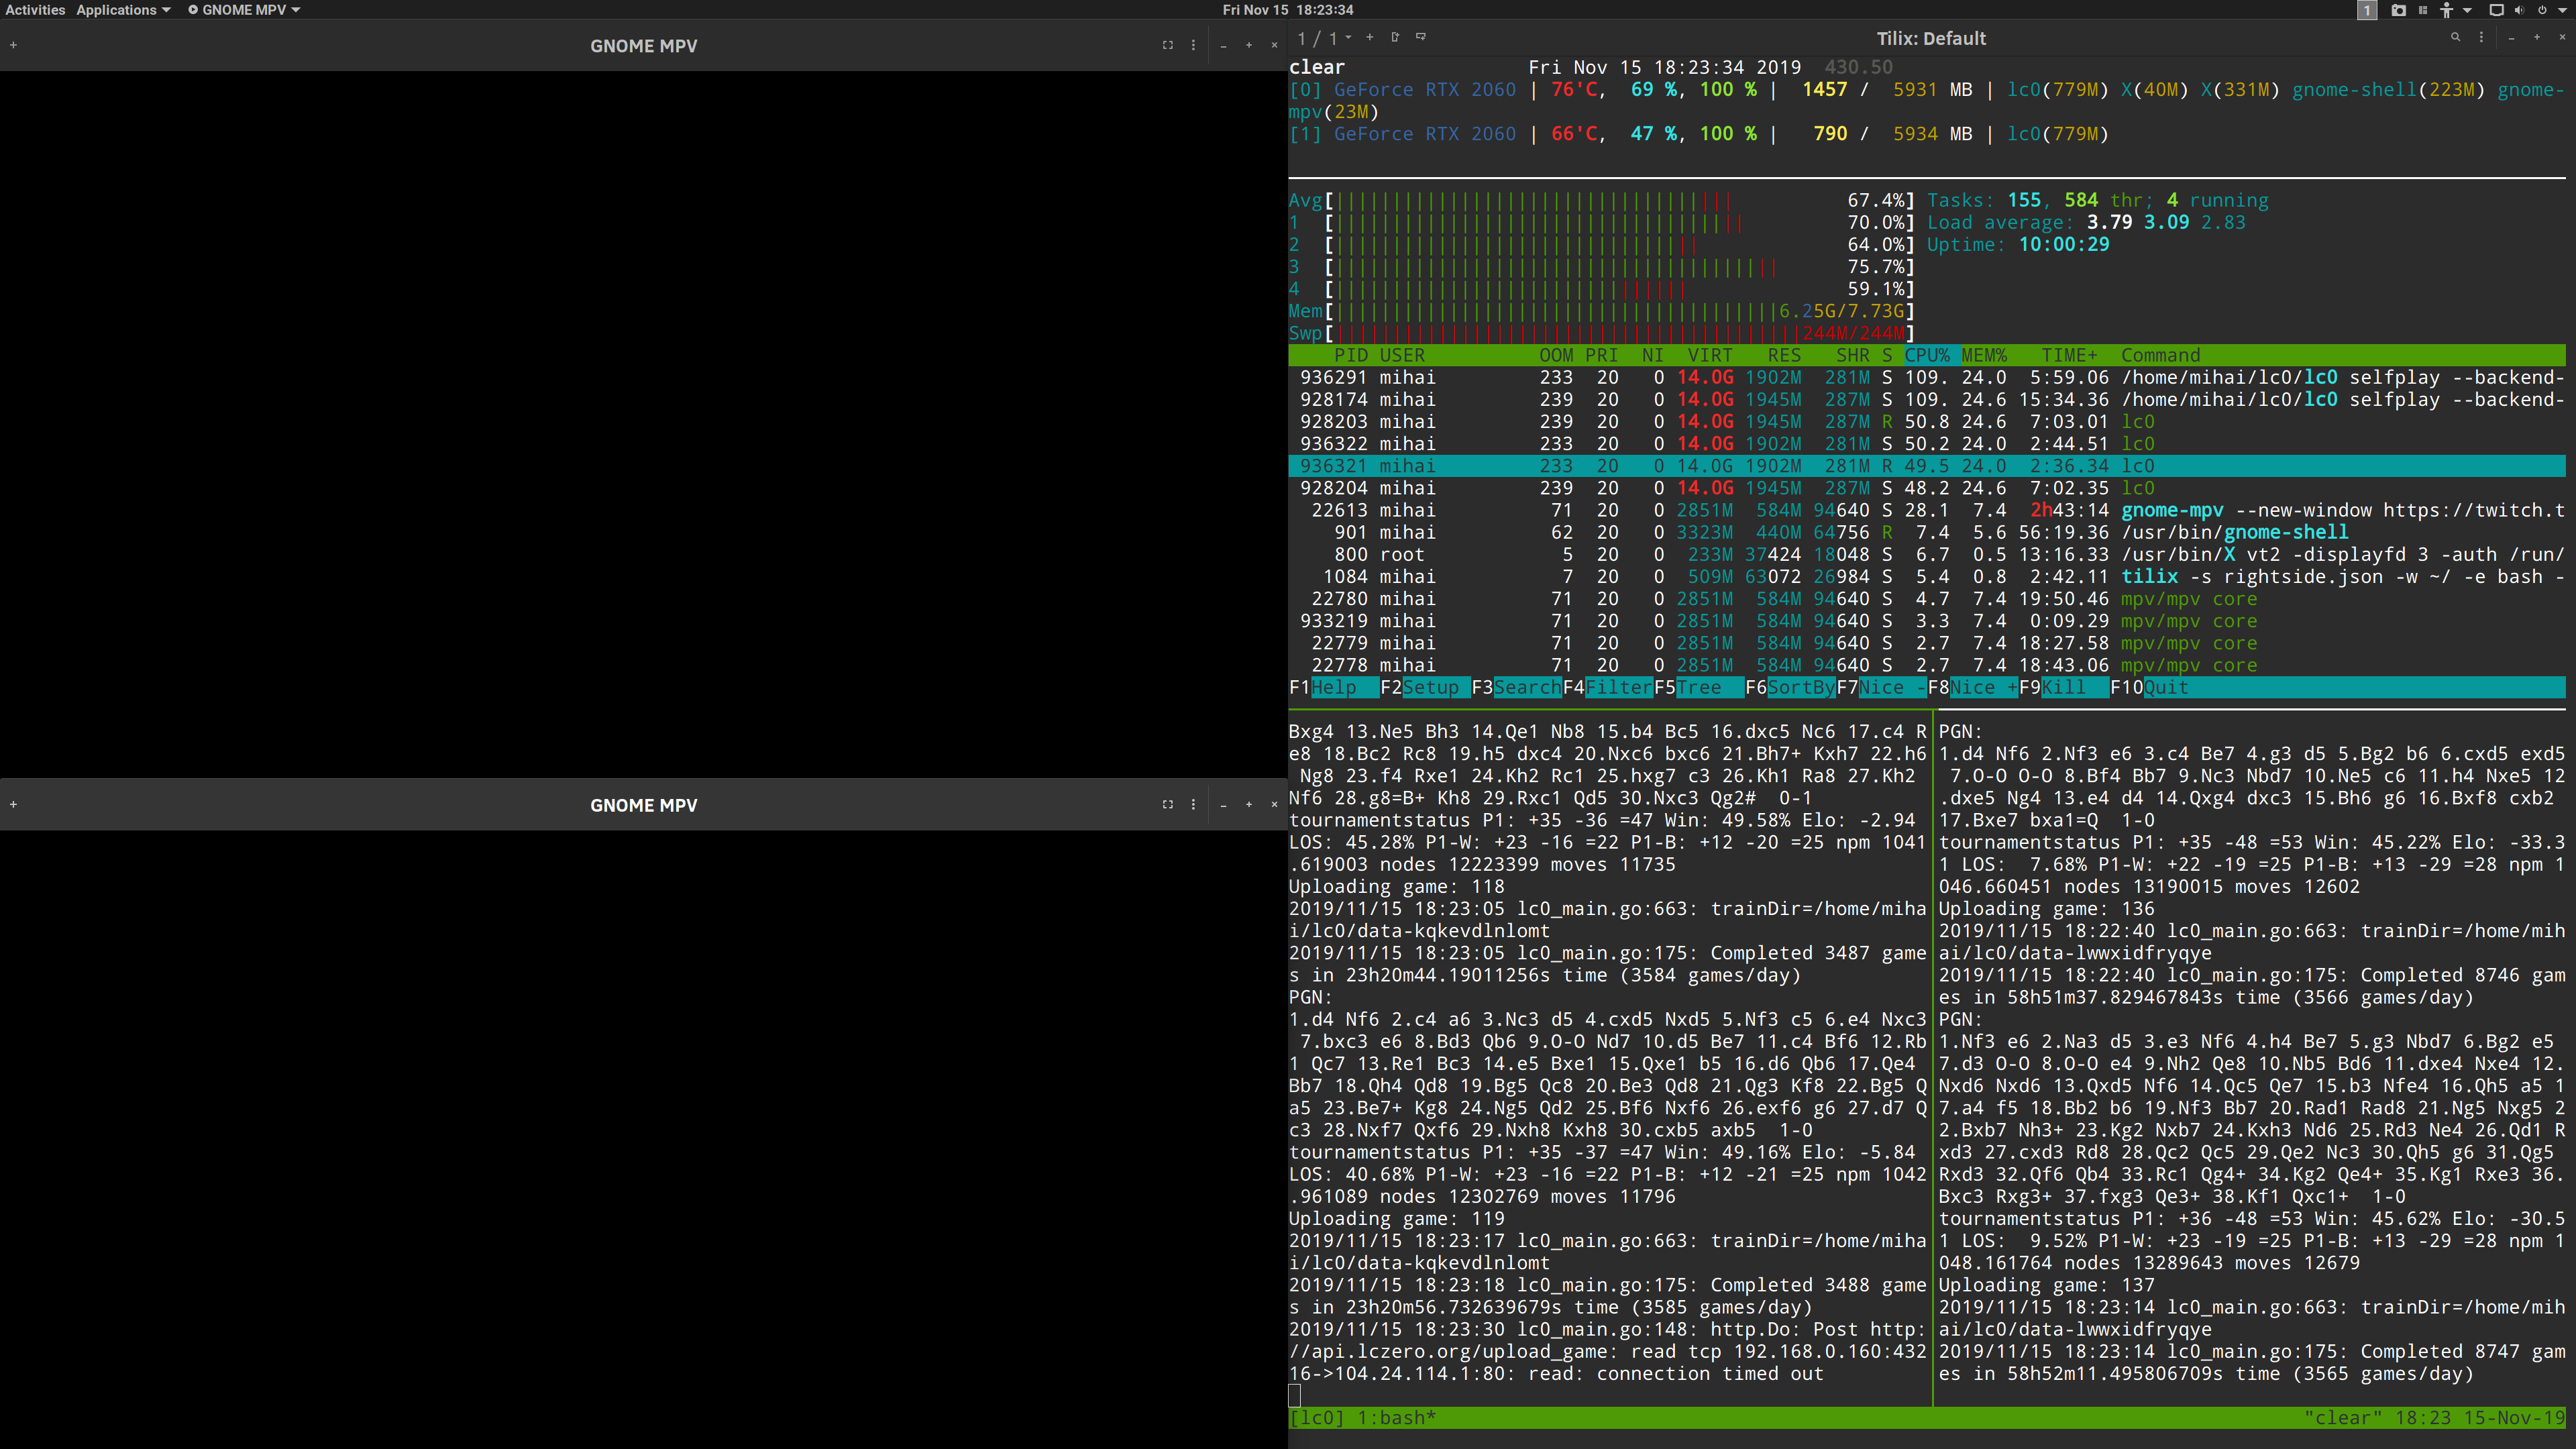 Activities Applications GNOME MPV Fri Nov 15 18:23:34 1
GNOME MPV
GNOME MPV
1 / 1 Tilix: Default
clear Fri Nov 15 18:23:34 2019 430.50
[0] GeForce RTX 2060 | 76'C, 69 %, 100 % | 1457 / 5931 MB | lc0(779M) X(40M) X(331M) gnome-shell(223M) gnome-
mpv(23M)
[1] GeForce RTX 2060 | 66'C, 47 %, 100 % | 790 / 5934 MB | lc0(779M)
Avg[ 67.4%] Tasks: 155, 584 thr; 4 running
1 [ 70.0%] Load average: 3.79 3.09 2.83
2 [ 64.0%] Uptime: 10:00:29
3 [ 75.7%]
4 [ 59.1%]
Mem[ 6.25G/7.73G]
Swp[ 244M/244M]
PID USER OOM PRI NI VIRT RES SHR S CPU% MEM% TIME+ Command
936291 mihai 233 20 0 14.0G 1902M 281M S 109. 24.0 5:59.06 /home/mihai/lc0/lc0 selfplay --backend-
928174 mihai 239 20 0 14.0G 1945M 287M S 109. 24.6 15:34.36 /home/mihai/lc0/lc0 selfplay --backend-
928203 mihai 239 20 0 14.0G 1945M 287M R 50.8 24.6 7:03.01 lc0
936322 mihai 233 20 0 14.0G 1902M 281M S 50.2 24.0 2:44.51 lc0
936321 mihai 233 20 0 14.0G 1902M 281M R 49.5 24.0 2:36.34 lc0
928204 mihai 239 20 0 14.0G 1945M 287M S 48.2 24.6 7:02.35 lc0
22613 mihai 71 20 0 2851M 584M 94640 S 28.1 7.4 2h43:14 gnome-mpv --new-window https://twitch.t
901 mihai 62 20 0 3323M 440M 64756 R 7.4 5.6 56:19.36 /usr/bin/gnome-shell
800 root 5 20 0 233M 37424 18048 S 6.7 0.5 13:16.33 /usr/bin/X vt2 -displayfd 3 -auth /run/
1084 mihai 7 20 0 509M 63072 26984 S 5.4 0.8 2:42.11 tilix -s rightside.json -w ~/ -e bash -
22780 mihai 71 20 0 2851M 584M 94640 S 4.7 7.4 19:50.46 mpv/mpv core
933219 mihai 71 20 0 2851M 584M 94640 S 3.3 7.4 0:09.29 mpv/mpv core
22779 mihai 71 20 0 2851M 584M 94640 S 2.7 7.4 18:27.58 mpv/mpv core
22778 mihai 71 20 0 2851M 584M 94640 S 2.7 7.4 18:43.06 mpv/mpv core
F1Help F2Setup F3SearchF4FilterF5Tree F6SortByF7Nice -F8Nice +F9Kill F10Quit
Bxg4 13.Ne5 Bh3 14.Qe1 Nb8 15.b4 Bc5 16.dxc5 Nc6 17.c4 R
e8 18.Bc2 Rc8 19.h5 dxc4 20.Nxc6 bxc6 21.Bh7+ Kxh7 22.h6
Ng8 23.f4 Rxe1 24.Kh2 Rc1 25.hxg7 c3 26.Kh1 Ra8 27.Kh2
Nf6 28.g8=B+ Kh8 29.Rxc1 Qd5 30.Nxc3 Qg2# 0-1
tournamentstatus P1: +35 -36 =47 Win: 49.58% Elo: -2.94
LOS: 45.28% P1-W: +23 -16 =22 P1-B: +12 -20 =25 npm 1041
.619003 nodes 12223399 moves 11735
Uploading game: 118
2019/11/15 18:23:05 lc0_main.go:663: trainDir=/home/miha
i/lc0/data-kqkevdlnlomt
2019/11/15 18:23:05 lc0_main.go:175: Completed 3487 game
s in 23h20m44.19011256s time (3584 games/day)
PGN:
1.d4 Nf6 2.c4 a6 3.Nc3 d5 4.cxd5 Nxd5 5.Nf3 c5 6.e4 Nxc3
7.bxc3 e6 8.Bd3 Qb6 9.O-O Nd7 10.d5 Be7 11.c4 Bf6 12.Rb
1 Qc7 13.Re1 Bc3 14.e5 Bxe1 15.Qxe1 b5 16.d6 Qb6 17.Qe4
Bb7 18.Qh4 Qd8 19.Bg5 Qc8 20.Be3 Qd8 21.Qg3 Kf8 22.Bg5 Q
a5 23.Be7+ Kg8 24.Ng5 Qd2 25.Bf6 Nxf6 26.exf6 g6 27.d7 Q
c3 28.Nxf7 Qxf6 29.Nxh8 Kxh8 30.cxb5 axb5 1-0
tournamentstatus P1: +35 -37 =47 Win: 49.16% Elo: -5.84
LOS: 40.68% P1-W: +23 -16 =22 P1-B: +12 -21 =25 npm 1042
.961089 nodes 12302769 moves 11796
Uploading game: 119
2019/11/15 18:23:17 lc0_main.go:663: trainDir=/home/miha
i/lc0/data-kqkevdlnlomt
2019/11/15 18:23:18 lc0_main.go:175: Completed 3488 game
s in 23h20m56.732639679s time (3585 games/day)
2019/11/15 18:23:30 lc0_main.go:148: http.Do: Post http:
//api.lczero.org/upload_game: read tcp 192.168.0.160:432
16->104.24.114.1:80: read: connection timed out
PGN:
1.d4 Nf6 2.Nf3 e6 3.c4 Be7 4.g3 d5 5.Bg2 b6 6.cxd5 exd5
7.O-O O-O 8.Bf4 Bb7 9.Nc3 Nbd7 10.Ne5 c6 11.h4 Nxe5 12
.dxe5 Ng4 13.e4 d4 14.Qxg4 dxc3 15.Bh6 g6 16.Bxf8 cxb2
17.Bxe7 bxa1=Q 1-0
tournamentstatus P1: +35 -48 =53 Win: 45.22% Elo: -33.3
1 LOS: 7.68% P1-W: +22 -19 =25 P1-B: +13 -29 =28 npm 1
046.660451 nodes 13190015 moves 12602
Uploading game: 136
2019/11/15 18:22:40 lc0_main.go:663: trainDir=/home/mih
ai/lc0/data-lwwxidfryqye
2019/11/15 18:22:40 lc0_main.go:175: Completed 8746 gam
es in 58h51m37.829467843s time (3566 games/day)
PGN:
1.Nf3 e6 2.Na3 d5 3.e3 Nf6 4.h4 Be7 5.g3 Nbd7 6.Bg2 e5
7.d3 O-O 8.O-O e4 9.Nh2 Qe8 10.Nb5 Bd6 11.dxe4 Nxe4 12.
Nxd6 Nxd6 13.Qxd5 Nf6 14.Qc5 Qe7 15.b3 Nfe4 16.Qh5 a5 1
7.a4 f5 18.Bb2 b6 19.Nf3 Bb7 20.Rad1 Rad8 21.Ng5 Nxg5 2
2.Bxb7 Nh3+ 23.Kg2 Nxb7 24.Kxh3 Nd6 25.Rd3 Ne4 26.Qd1 R
xd3 27.cxd3 Rd8 28.Qc2 Qc5 29.Qe2 Nc3 30.Qh5 g6 31.Qg5
Rxd3 32.Qf6 Qb4 33.Rc1 Qg4+ 34.Kg2 Qe4+ 35.Kg1 Rxe3 36.
Bxc3 Rxg3+ 37.fxg3 Qe3+ 38.Kf1 Qxc1+ 1-0
tournamentstatus P1: +36 -48 =53 Win: 45.62% Elo: -30.5
1 LOS: 9.52% P1-W: +23 -19 =25 P1-B: +13 -29 =28 npm 1
048.161764 nodes 13289643 moves 12679
Uploading game: 137
2019/11/15 18:23:14 lc0_main.go:663: trainDir=/home/mih
ai/lc0/data-lwwxidfryqye
2019/11/15 18:23:14 lc0_main.go:175: Completed 8747 gam
es in 58h52m11.495806709s time (3565 games/day)
[lc0] 1:bash* "clear" 18:23 15-Nov-19